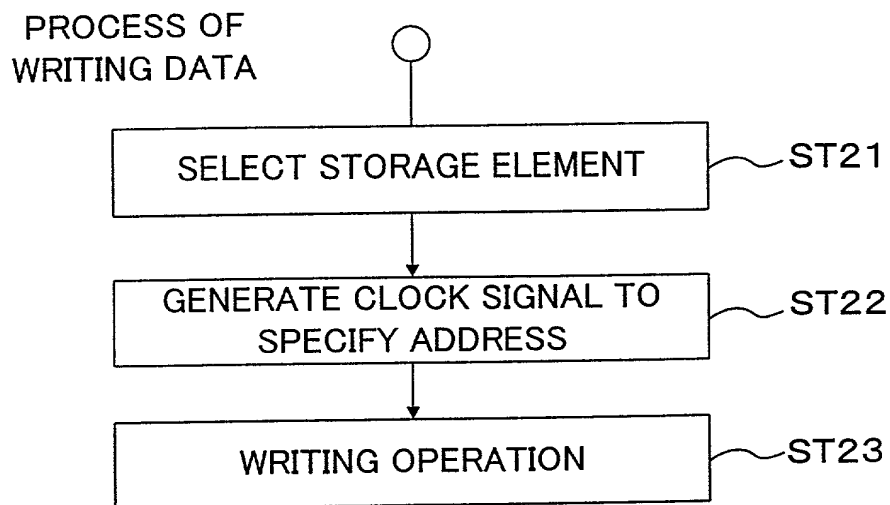 PROCESS OF
WRITING DATA
SELECT STORAGE ELEMENT
ST21
GENERATE CLOCK SIGNAL TO
SPECIFY ADDRESS
ST22
WRITING OPERATION
ST23